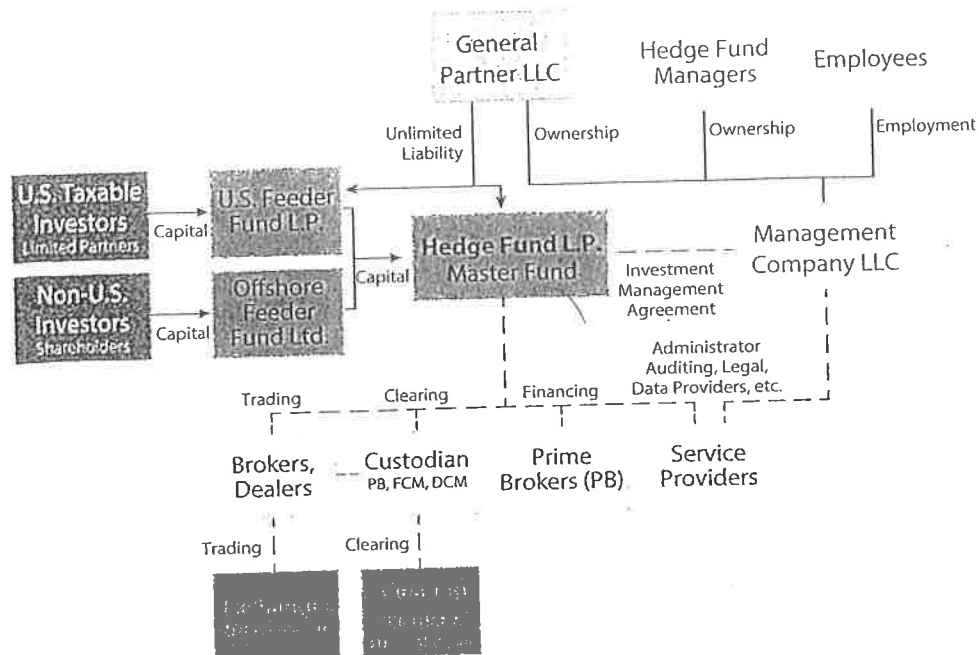 General
Partner LLC
Hedge Fund
Managers
Employees
Unlimited
Liability
Ownership
Ownership
Employment
U.S. Taxable
Investors
Limited Partners
Capital
U.S. Feeder
Fund L.P.
Non-U.S.
Investors
Shareholders
Capital
Offshore
Feeder
Fund Ltd.
Capital
Hedge Fund L.P.
Master Fund
Investment
Management
Agreement
Management
Company LLC
Administrator
Auditing, Legal,
Data Providers, etc.
Trading
Clearing
Financing
Brokers,
Dealers
Custodian
PB, FCM, DCM
Prime
Brokers (PB)
Service
Providers
Trading
Clearing